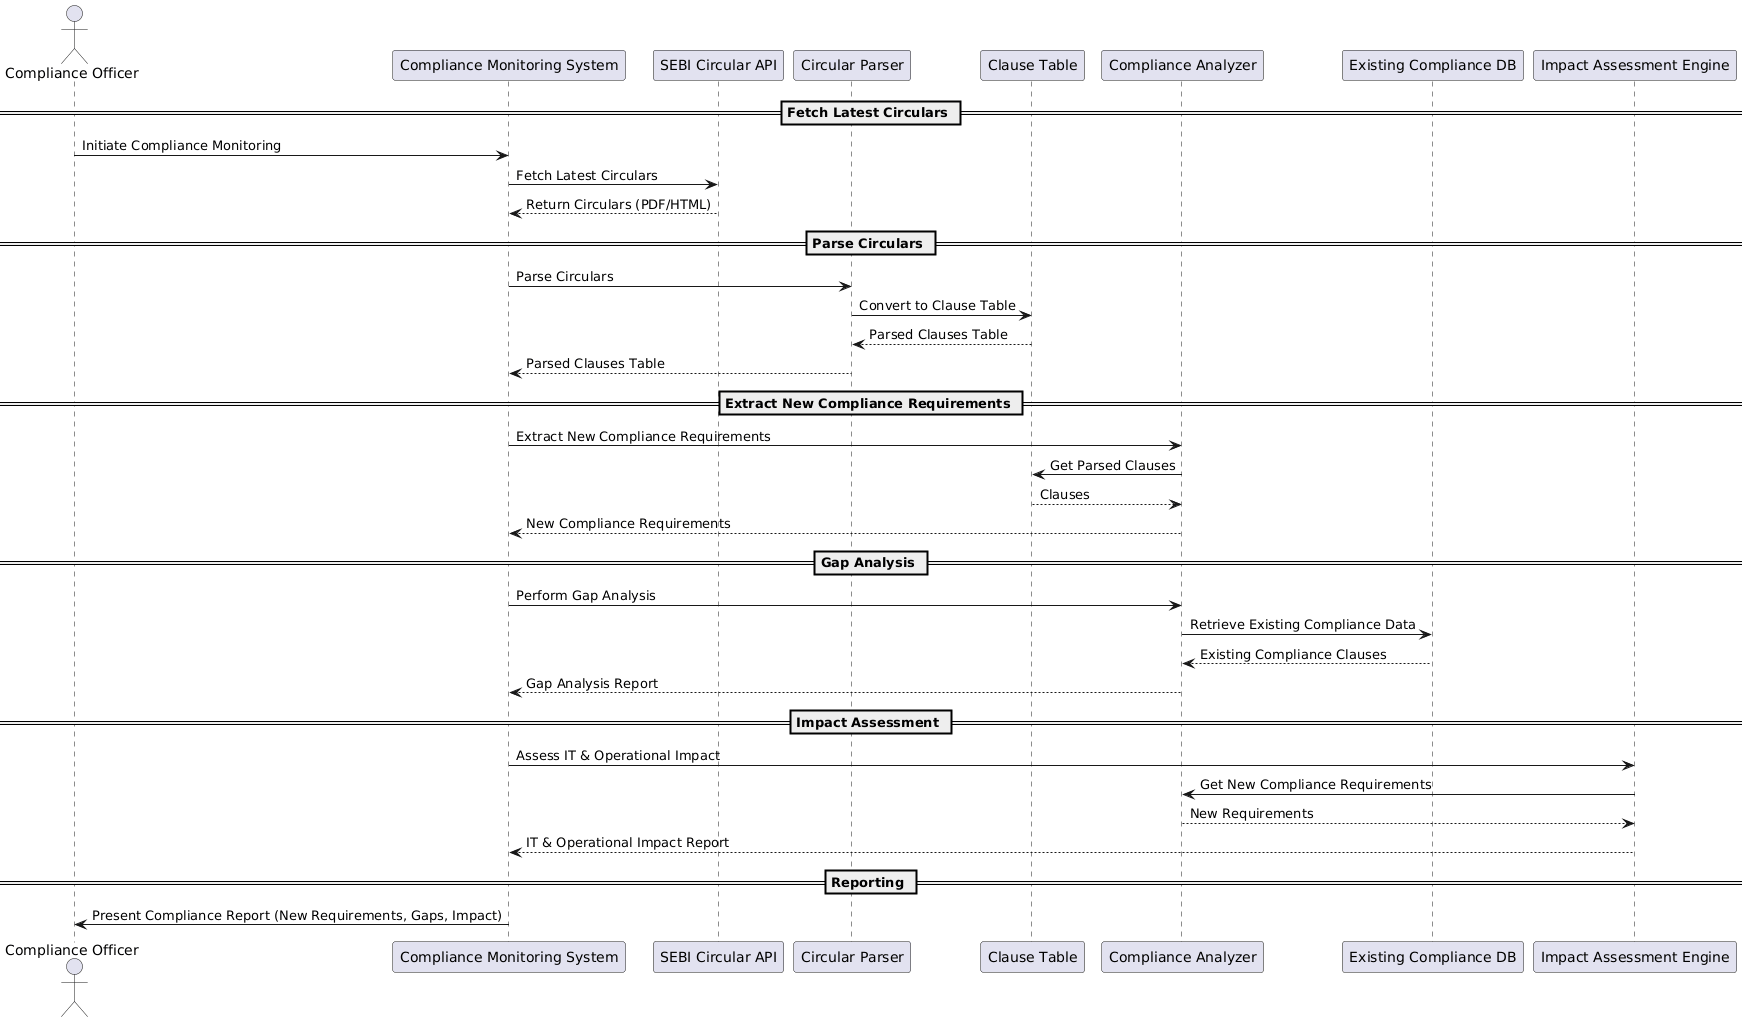 Compliance Officer
Compliance Monitoring System
SEBI Circular API
Circular Parser
Clause Table
Compliance Analyzer
Existing Compliance DB
Impact Assessment Engine
Fetch Latest Circulars
Initiate Compliance Monitoring
Fetch Latest Circulars
Return Circulars (PDF/HTML)
Parse Circulars
Parse Circulars
Convert to Clause Table
Parsed Clauses Table
Parsed Clauses Table
Extract New Compliance Requirements
Extract New Compliance Requirements
Get Parsed Clauses
Clauses
New Compliance Requirements
Gap Analysis
Perform Gap Analysis
Retrieve Existing Compliance Data
Existing Compliance Clauses
Gap Analysis Report
Impact Assessment
Assess IT & Operational Impact
Get New Compliance Requirements
New Requirements
IT & Operational Impact Report
Reporting
Present Compliance Report (New Requirements, Gaps, Impact)
Compliance Officer
Compliance Monitoring System
SEBI Circular API
Circular Parser
Clause Table
Compliance Analyzer
Existing Compliance DB
Impact Assessment Engine